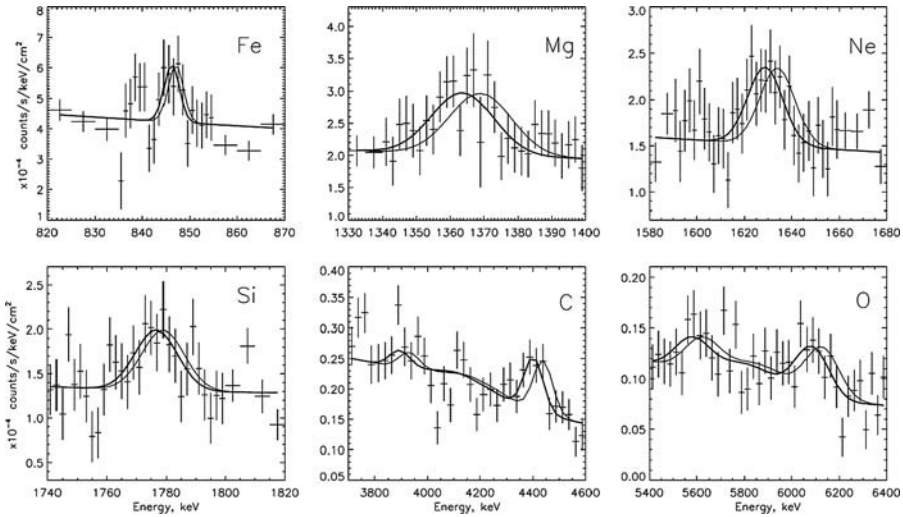 Fe
8
7
6
5
4
3
2
1
820 830 840 850 860 870
×10⁻⁴ counts/s/keV/cm²
Mg
4.0
3.5
3.0
2.5
2.0
1.5
1.0
1330 1340 1350 1360 1370 1380 1390 1400
Ne
3.0
2.5
2.0
1.5
1.0
1580 1600 1620 1640 1660 1680
Si
2.5
2.0
1.5
1.0
0.5
1740 1760 1780 1800 1820
Energy, keV
×10⁻⁴ counts/s/keV/cm²
C
0.40
0.35
0.30
0.25
0.20
0.15
0.10
0.05
3800 4000 4200 4400 4600
Energy, keV
O
0.20
0.15
0.10
0.05
0.00
5400 5600 5800 6000 6200 6400
Energy, keV